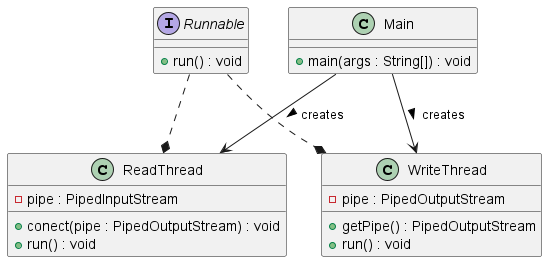 I Runnable
run() : void
C Main
main(args : String[]) : void
creates
creates
C ReadThread
pipe : PipedInputStream
conect(pipe : PipedOutputStream) : void
run() : void
C WriteThread
pipe : PipedOutputStream
getPipe() : PipedOutputStream
run() : void